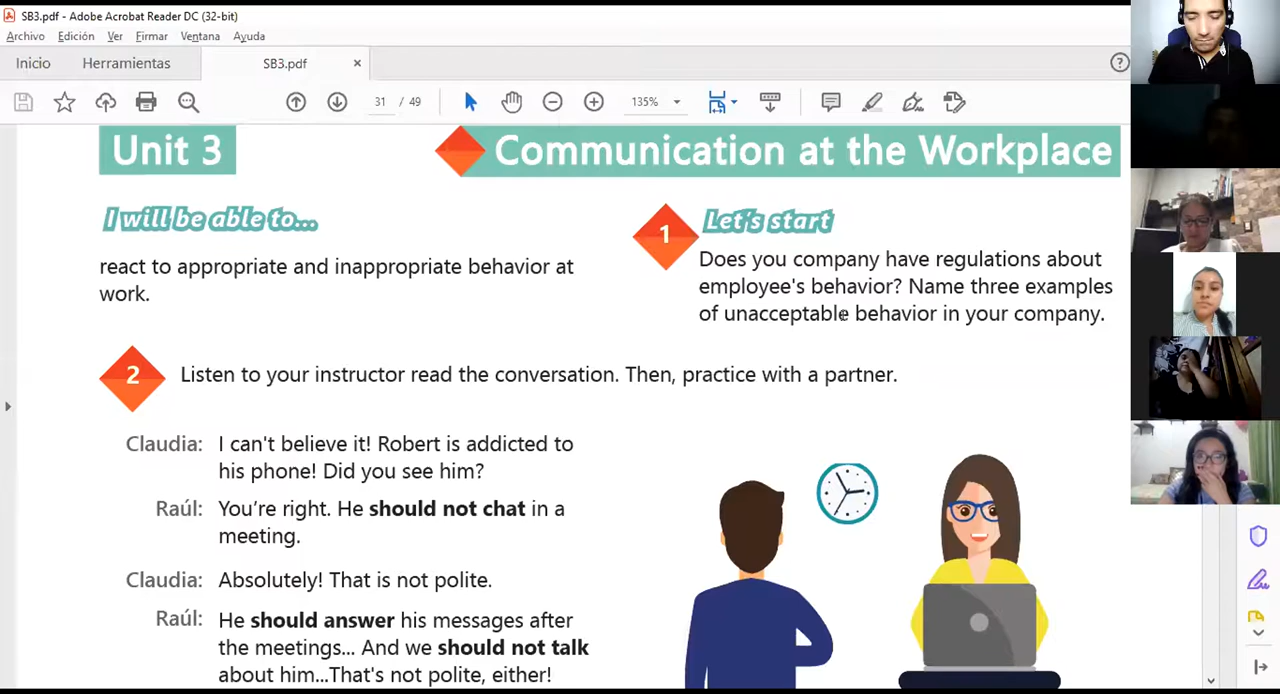 SB3.pdf - Adobe Acrobat Reader DC (32-bit)
Archivo Edición Ver Firmar Ventana Ayuda
Inicio Herramientas SB3.pdf ×
31 / 49 135%
Unit 3 Communication at the Workplace
I will be able to...
react to appropriate and inappropriate behavior at
work.
1 Let's start
Does you company have regulations about
employee's behavior? Name three examples
of unacceptable behavior in your company.
2 Listen to your instructor read the conversation. Then, practice with a partner.
Claudia: I can't believe it! Robert is addicted to
his phone! Did you see him?
Raúl: You're right. He should not chat in a
meeting.
Claudia: Absolutely! That is not polite.
Raúl: He should answer his messages after
the meetings... And we should not talk
about him...That's not polite, either!